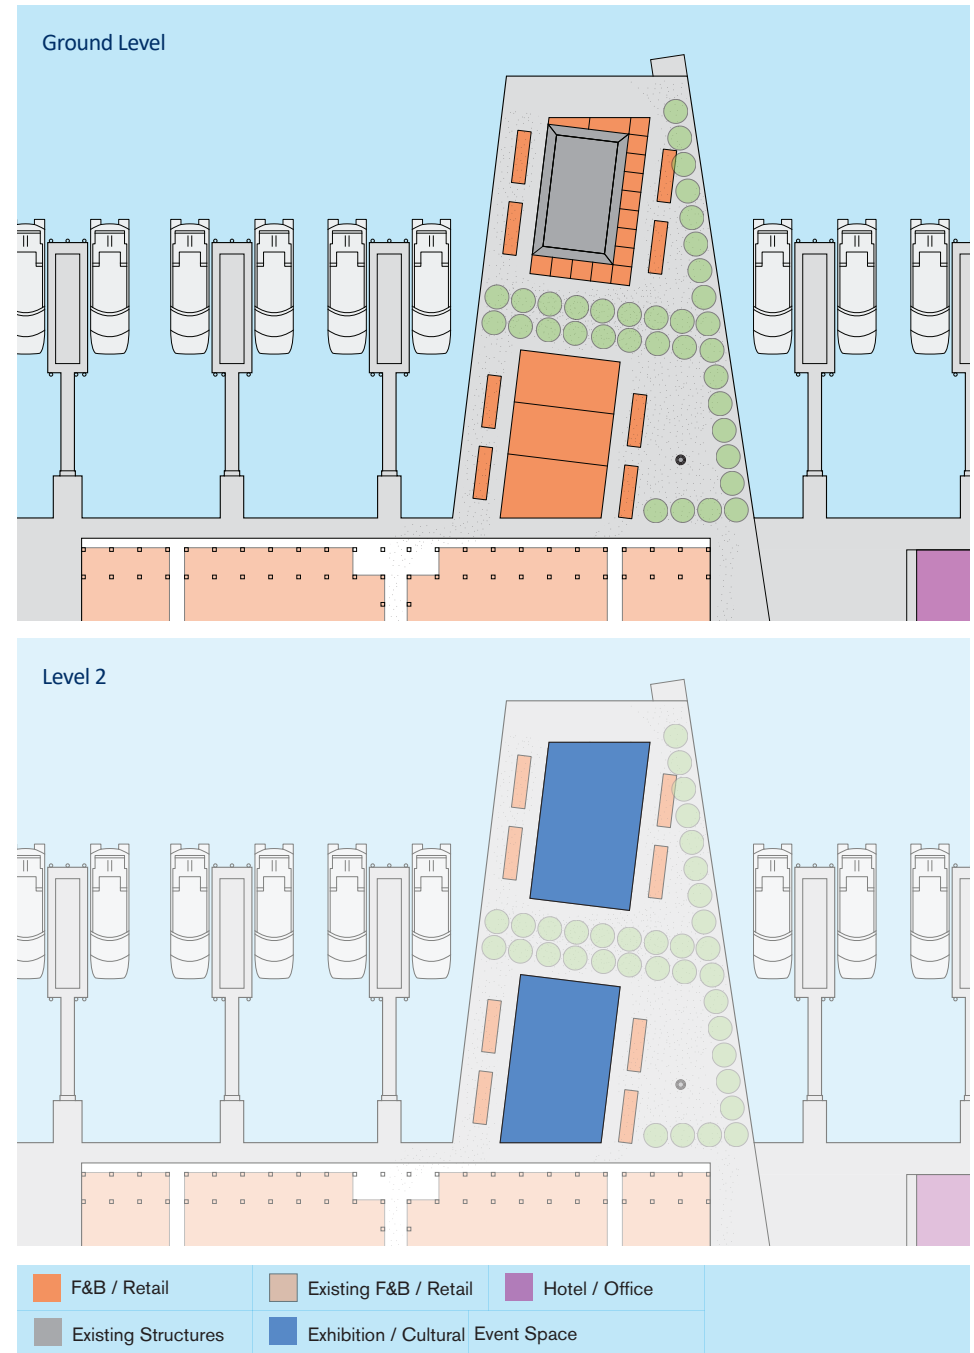 Ground Level
Level 2
F&B / Retail
Existing F&B / Retail
Hotel / Office
Existing Structures
Exhibition / Cultural Event Space